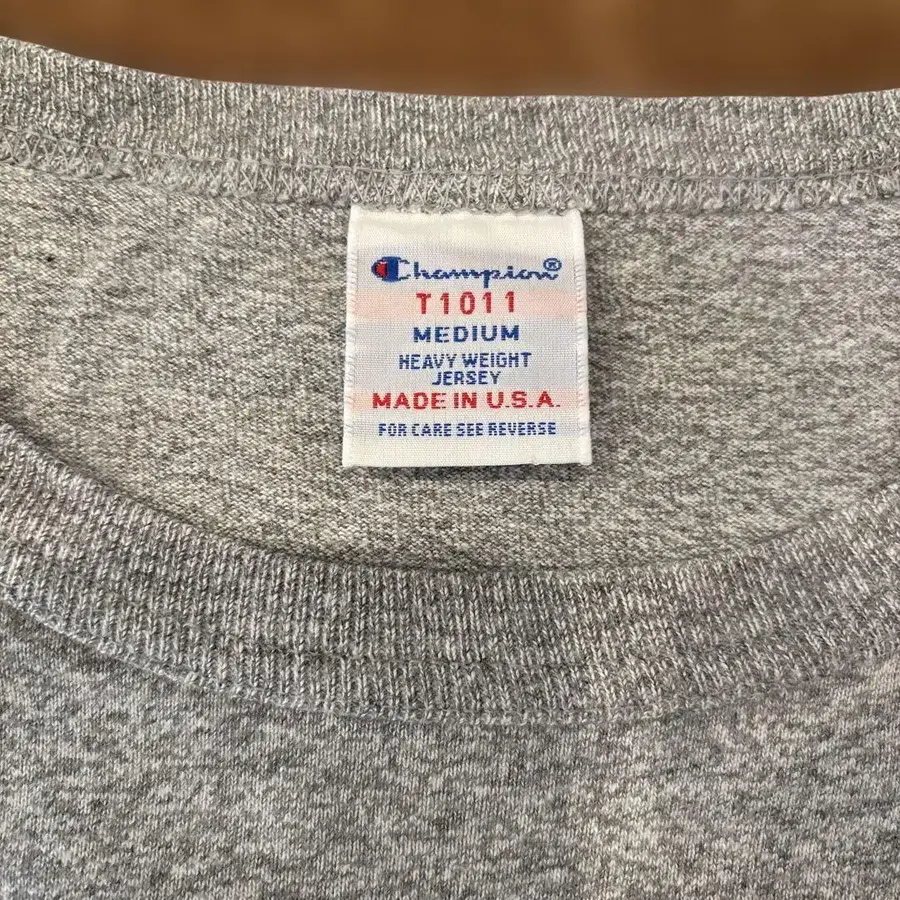 Champion®
T1011
MEDIUM
HEAVY WEIGHT
JERSEY
MADE IN U.S.A.
FOR CARE SEE REVERSE